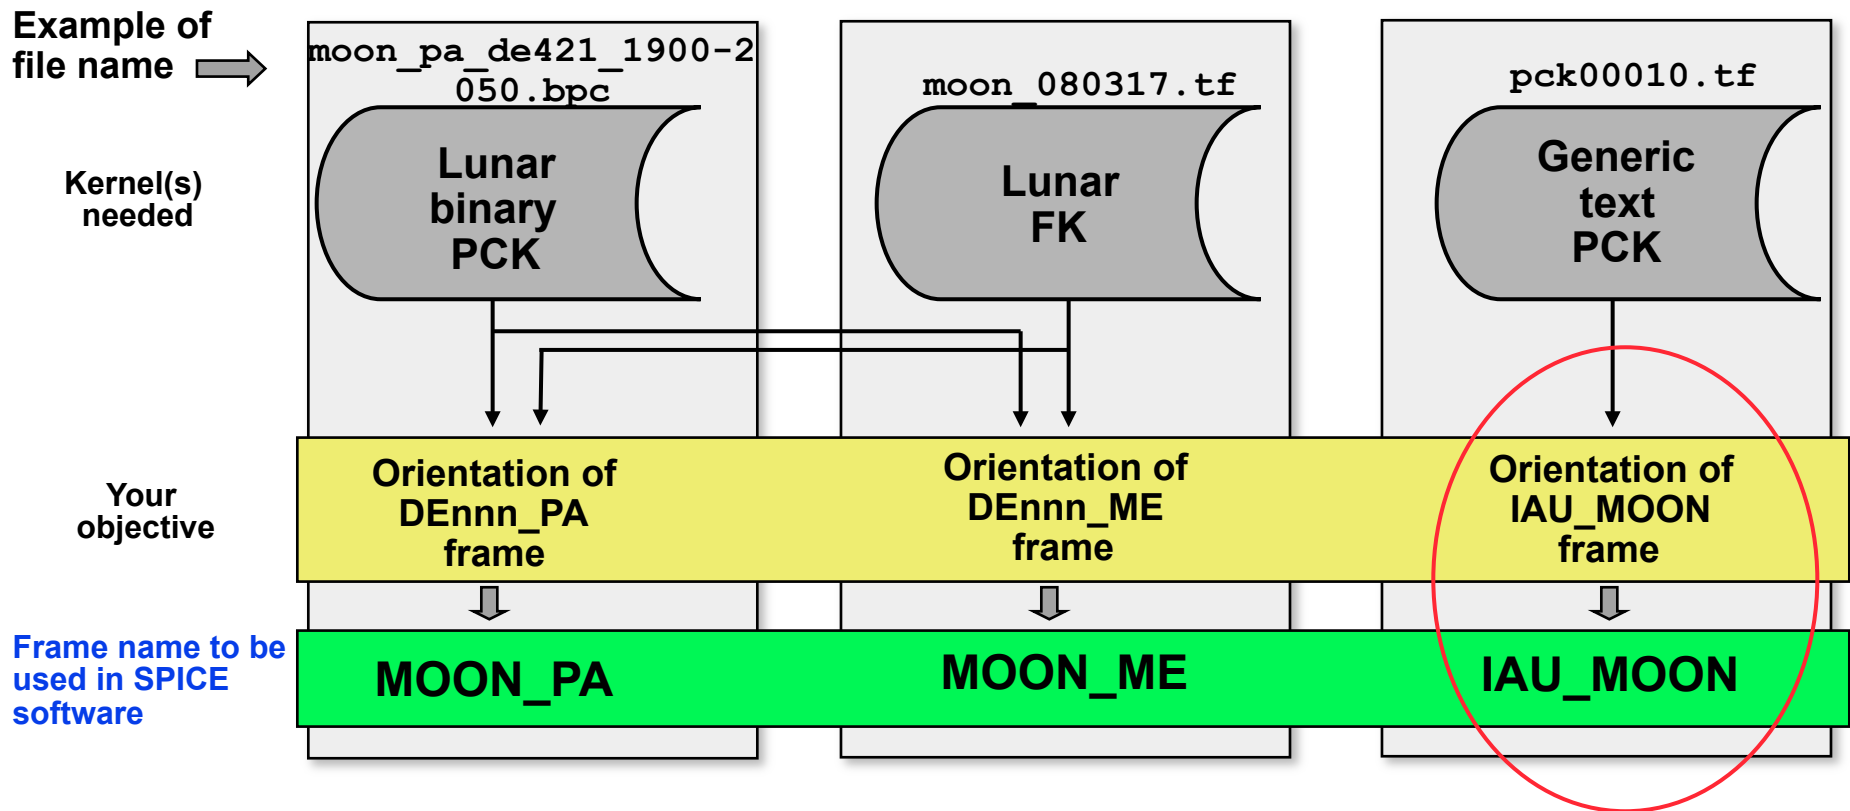 Example of
file name
moon_pa_de421_1900-2
050.bpc
moon_080317.tf
pck00010.tf
Kernel(s)
needed
Lunar
binary
PCK
Lunar
FK
Generic
text
PCK
Your
objective
Orientation of
DEnnn_PA
frame
Orientation of
DEnnn_ME
frame
Orientation of
IAU_MOON
frame
Frame name to be
used in SPICE
software
MOON_PA
MOON_ME
IAU_MOON